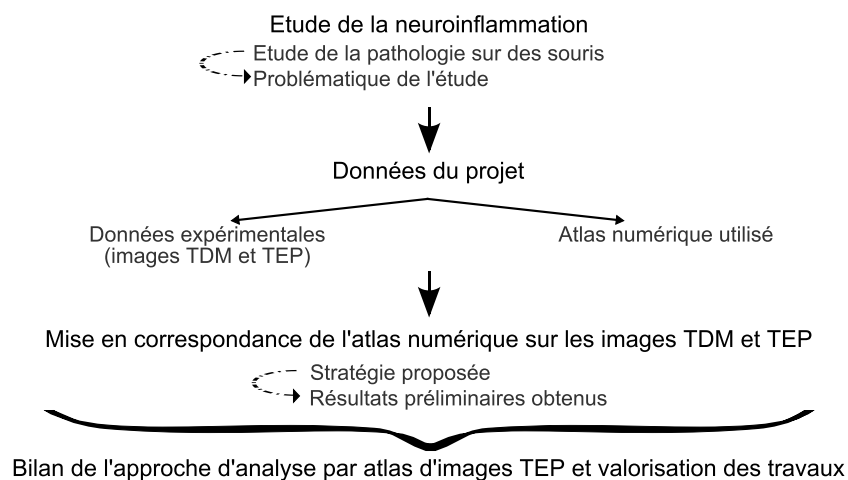 Etude de la neuroinflammation
Etude de la pathologie sur des souris
Problématique de l'étude
Données du projet
Données expérimentales
(images TDM et TEP)
Atlas numérique utilisé
Mise en correspondance de l'atlas numérique sur les images TDM et TEP
Stratégie proposée
Résultats préliminaires obtenus
Bilan de l'approche d'analyse par atlas d'images TEP et valorisation des travaux